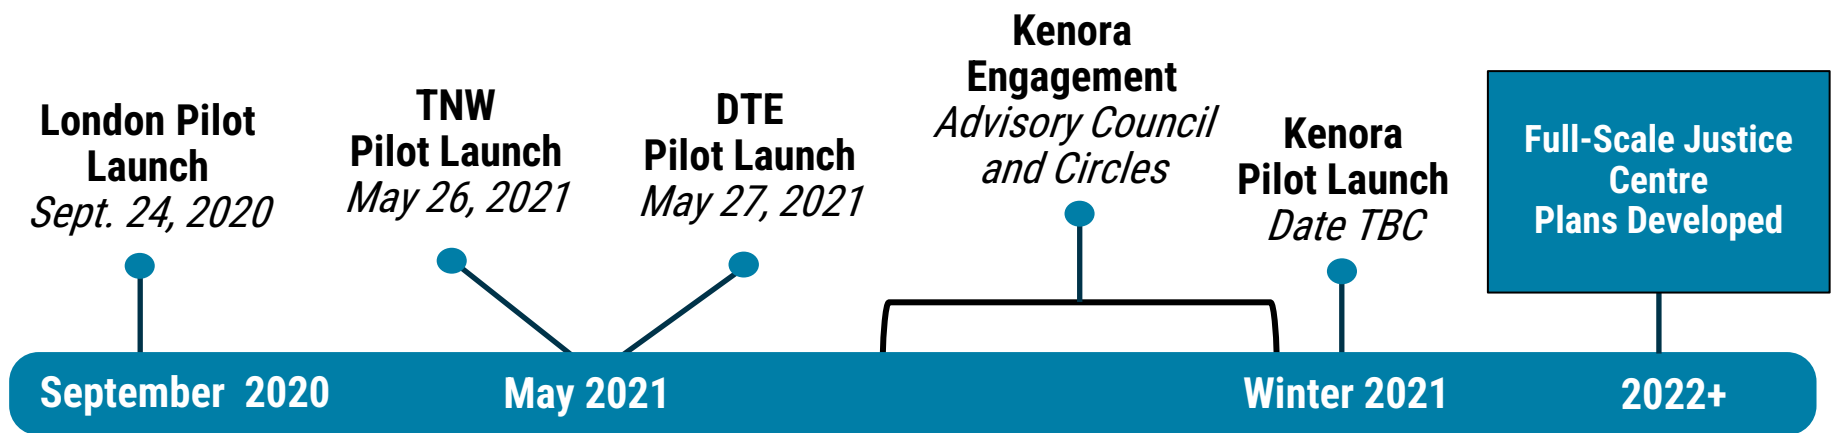 London Pilot
Launch
Sept. 24, 2020
TNW
Pilot Launch
May 26, 2021
DTE
Pilot Launch
May 27, 2021
Kenora
Engagement
Advisory Council
and Circles
Kenora
Pilot Launch
Date TBC
Full-Scale Justice
Centre
Plans Developed
September 2020
May 2021
Winter 2021
2022+